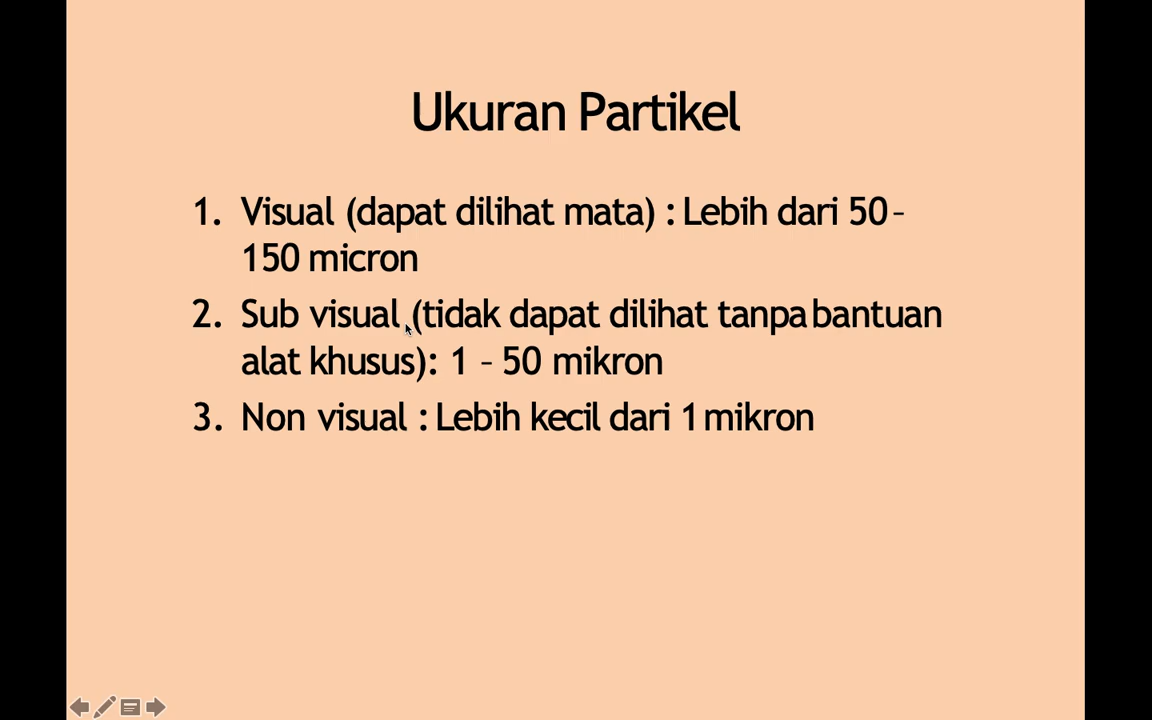 Ukuran Partikel
1. Visual (dapat dilihat mata) : Lebih dari 50 –
150 micron
2. Sub visual (tidak dapat dilihat tanpa bantuan
alat khusus): 1 – 50 mikron
3. Non visual : Lebih kecil dari 1 mikron